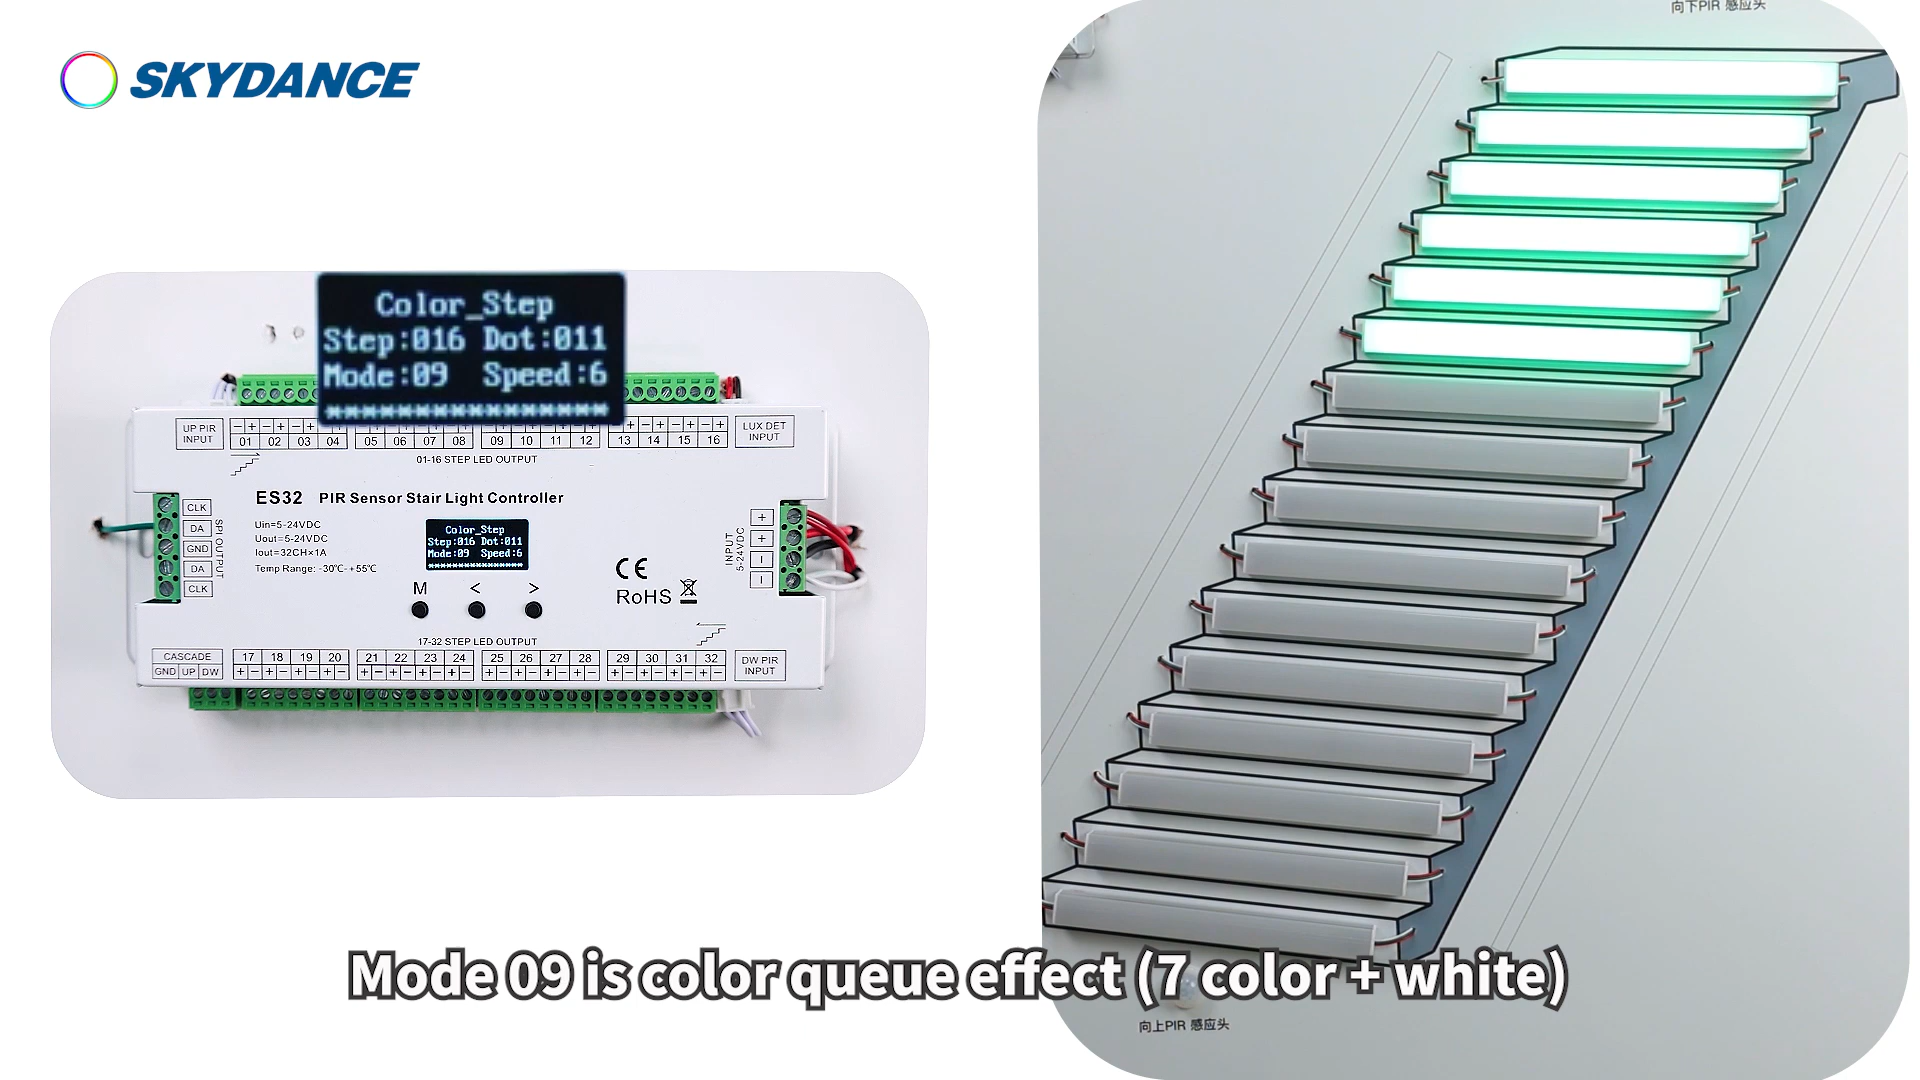 SKYDANCE
向下PIR 感应头
Color_Step
Step:016 Dot:011
Mode:09 Speed:6
****************
UP PIR INPUT
- + - + - + - +
01 02 03 04
05 06 07 08
09 10 11 12
13 14 15 16
LUX DET INPUT
01-16 STEP LED OUTPUT
ES32 PIR Sensor Stair Light Controller
CLK
DA
GND
DA
CLK
SPI OUTPUT
Uin=5-24VDC
Uout=5-24VDC
Iout=32CH×1A
Temp Range: -30℃-+55℃
Color_Step
Step:016 Dot:011
Mode:09 Speed:6
****************
M < >
CE
RoHS
INPUT
5-24VDC
+
+
-
-
17-32 STEP LED OUTPUT
CASCADE
GND UP DW
17 18 19 20
+ - + - + - + -
21 22 23 24
+ - + - + - + -
25 26 27 28
+ - + - + - + -
29 30 31 32
+ - + - + - + -
DW PIR INPUT
Mode 09 is color queue effect (7 color + white)
向上PIR 感应头